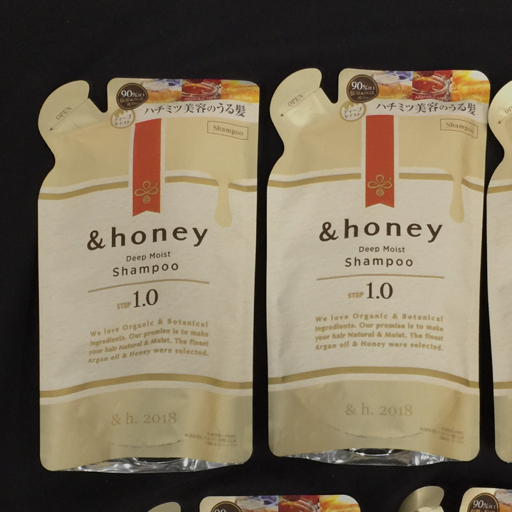 OPEN
90%以上
ハチミツ美容のうる髪
Shampoo
&honey
Deep Moist
Shampoo
STEP 1.0
We love Organic & Botanical
Ingredients. Our promise is to make
your hair Natural & Moist. The finest
Argan oil & Honey were selected.
& h. 2018
OPEN
90%以上
ハチミツ美容のうる髪
Shampoo
&honey
Deep Moist
Shampoo
STEP 1.0
We love Organic & Botanical
Ingredients. Our promise is to make
your hair Natural & Moist. The finest
Argan oil & Honey were selected.
& h. 2018
90%
90%